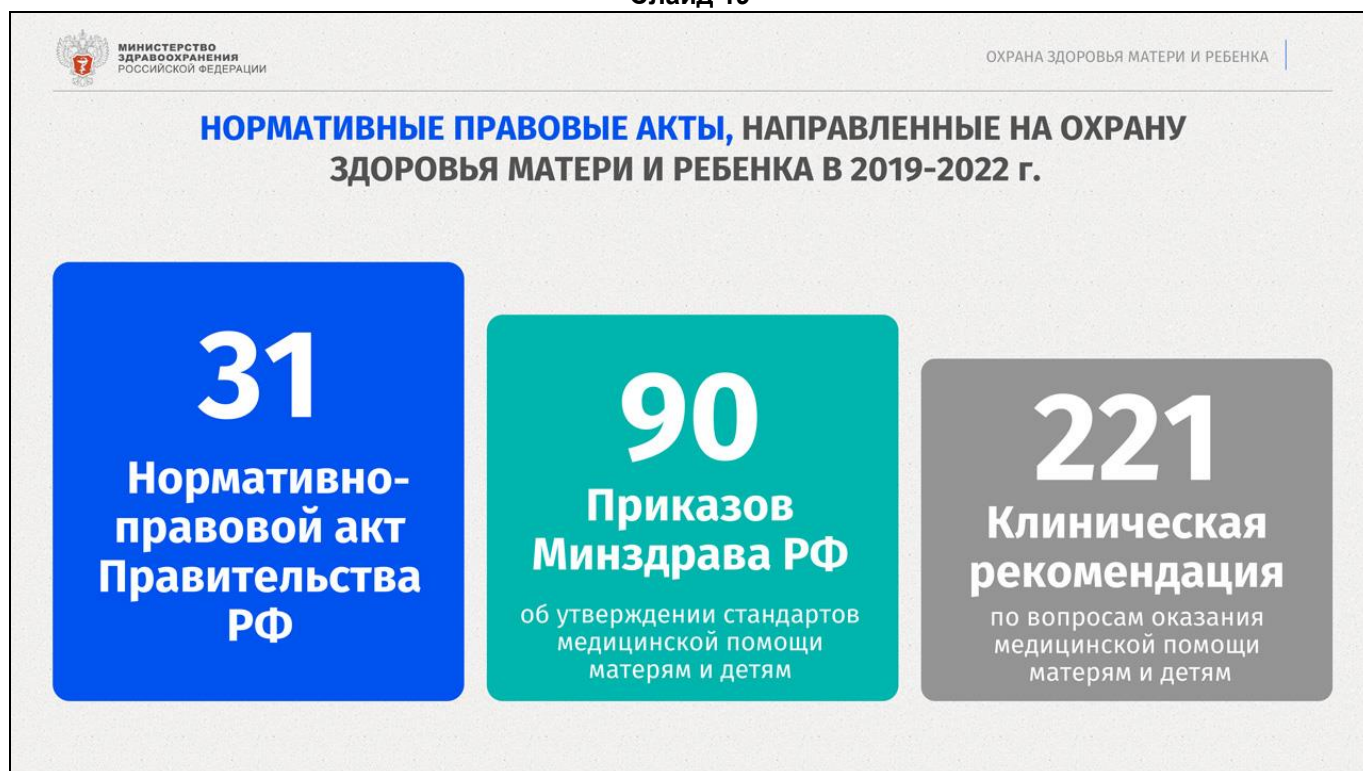 МИНИСТЕРСТВО
ЗДРАВООХРАНЕНИЯ
РОССИЙСКОЙ ФЕДЕРАЦИИ
ОХРАНА ЗДОРОВЬЯ МАТЕРИ И РЕБЕНКА
НОРМАТИВНЫЕ ПРАВОВЫЕ АКТЫ, НАПРАВЛЕННЫЕ НА ОХРАНУ
ЗДОРОВЬЯ МАТЕРИ И РЕБЕНКА В 2019-2022 г.
31
Нормативно-
правовой акт
Правительства
РФ
90
Приказов
Минздрава РФ
об утверждении стандартов
медицинской помощи
матерям и детям
221
Клиническая
рекомендация
по вопросам оказания
медицинской помощи
матерям и детям